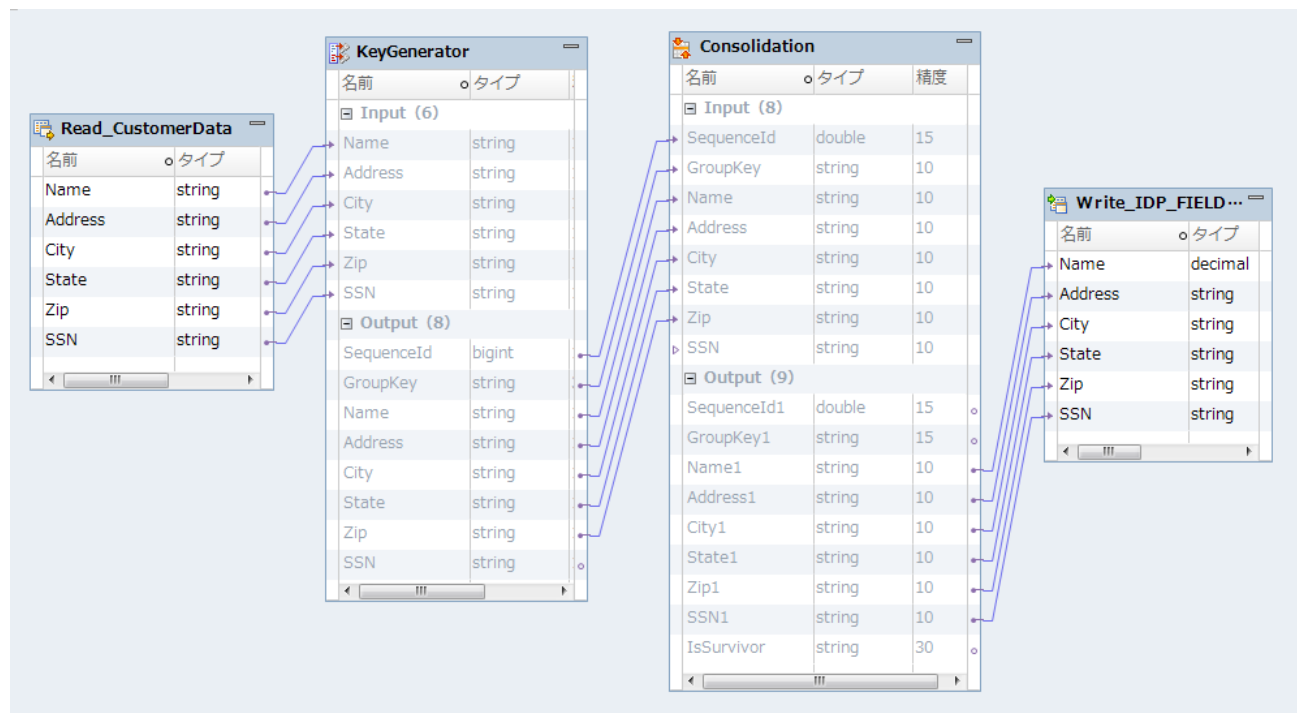 Read_CustomerData
名前 タイプ
Name string
Address string
City string
State string
Zip string
SSN string
KeyGenerator
名前 タイプ
Input (6)
Name string
Address string
City string
State string
Zip string
SSN string
Output (8)
SequenceId bigint
GroupKey string
Name string
Address string
City string
State string
Zip string
SSN string
Consolidation
名前 タイプ 精度
Input (8)
SequenceId double 15
GroupKey string 10
Name string 10
Address string 10
City string 10
State string 10
Zip string 10
SSN string 10
Output (9)
SequenceId1 double 15
GroupKey1 string 15
Name1 string 10
Address1 string 10
City1 string 10
State1 string 10
Zip1 string 10
SSN1 string 10
IsSurvivor string 30
Write_IDP_FIELD...
名前 タイプ
Name decimal
Address string
City string
State string
Zip string
SSN string